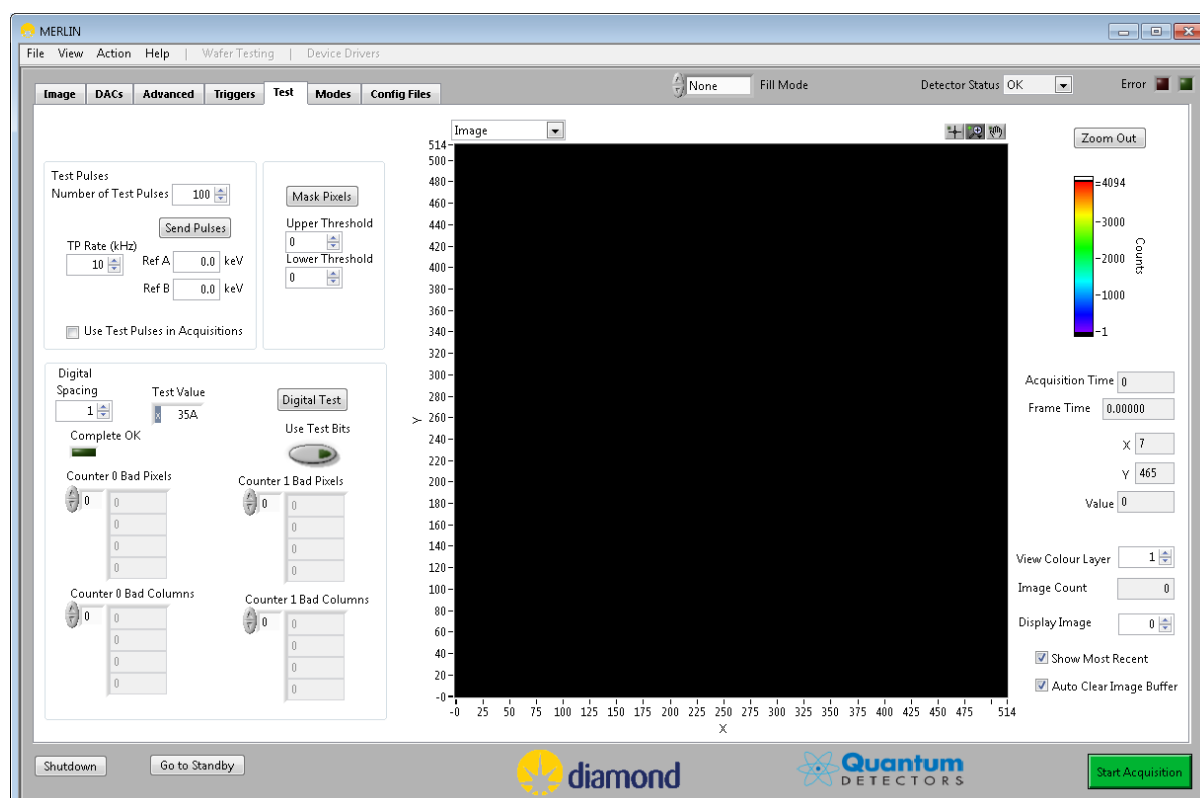 MERLIN
File View Action Help | Wafer Testing | Device Drivers
Image DACs Advanced Triggers Test Modes Config Files
None Fill Mode Detector Status OK Error
Image
Zoom Out
Test Pulses
Number of Test Pulses 100
Send Pulses
TP Rate (kHz)
10
Ref A 0.0 keV
Ref B 0.0 keV
Use Test Pulses in Acquisitions
Mask Pixels
Upper Threshold
0
Lower Threshold
0
Digital
Spacing
1
Test Value
x 35A
Digital Test
Complete OK
Use Test Bits
Counter 0 Bad Pixels
0 0
0
0
0
Counter 1 Bad Pixels
0 0
0
0
0
Counter 0 Bad Columns
0 0
0
0
0
Counter 1 Bad Columns
0 0
0
0
0
514
500
480
460
440
420
400
380
360
340
320
300
280
260
240
220
200
180
160
140
120
100
80
60
40
20
-0
Y
-0 25 50 75 100 125 150 175 200 225 250 275 300 325 350 375 400 425 450 475 514
X
4094
3000
2000
1000
1
Counts
Acquisition Time 0
Frame Time 0.00000
X 7
Y 465
Value 0
View Colour Layer 1
Image Count 0
Display Image 0
Show Most Recent
Auto Clear Image Buffer
Shutdown Go to Standby
diamond
Quantum
DETECTORS
Start Acquisition